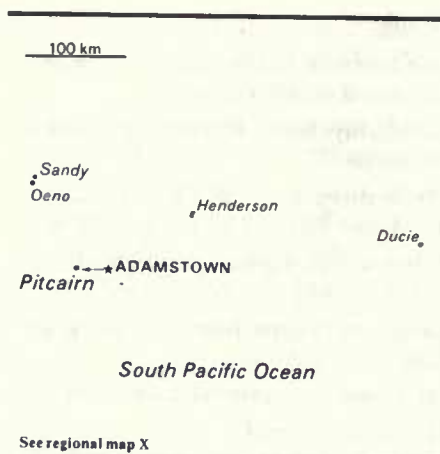 100 km
Sandy
Oeno
Henderson
Ducie
ADAMSTOWN
Pitcairn
South Pacific Ocean
See regional map X